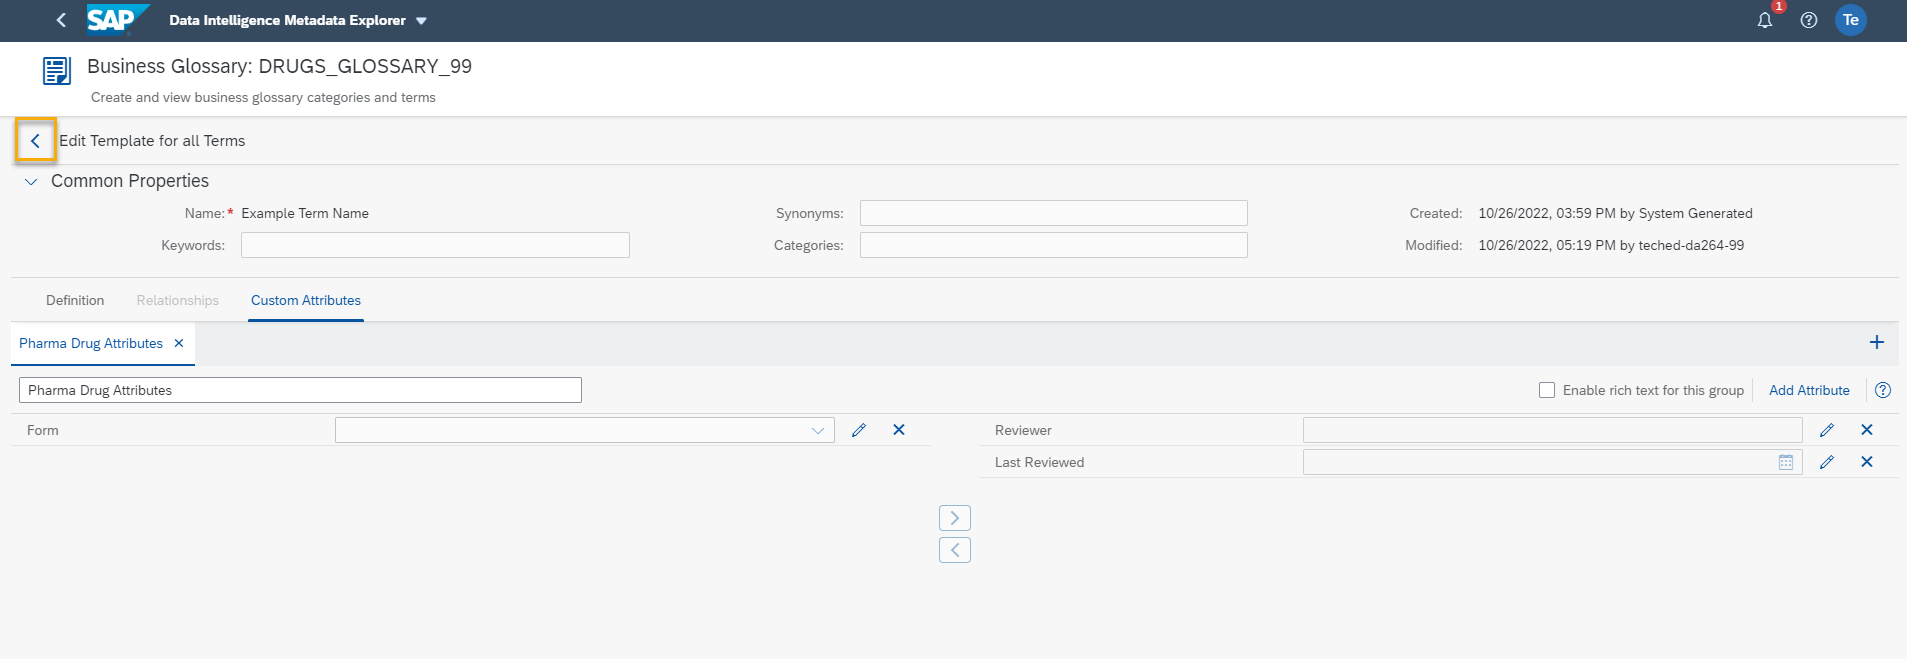 SAP Data Intelligence Metadata Explorer 1 Te
Business Glossary: DRUGS_GLOSSARY_99
Create and view business glossary categories and terms
Edit Template for all Terms
Common Properties
Name:* Example Term Name Synonyms: Created: 10/26/2022, 03:59 PM by System Generated
Keywords: Categories: Modified: 10/26/2022, 05:19 PM by teched-da264-99
Definition Relationships Custom Attributes
Pharma Drug Attributes
Pharma Drug Attributes Enable rich text for this group Add Attribute
Form Reviewer
Last Reviewed